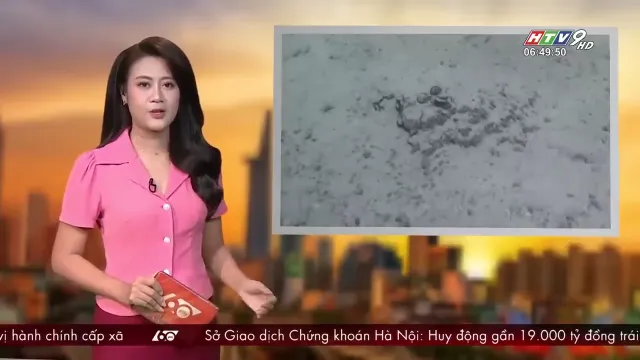 HTV9 HD
06:49:50
vị hành chính cấp xã 60 Sở Giao dịch Chứng khoán Hà Nội: Huy động gần 19.000 tỷ đồng trái
60